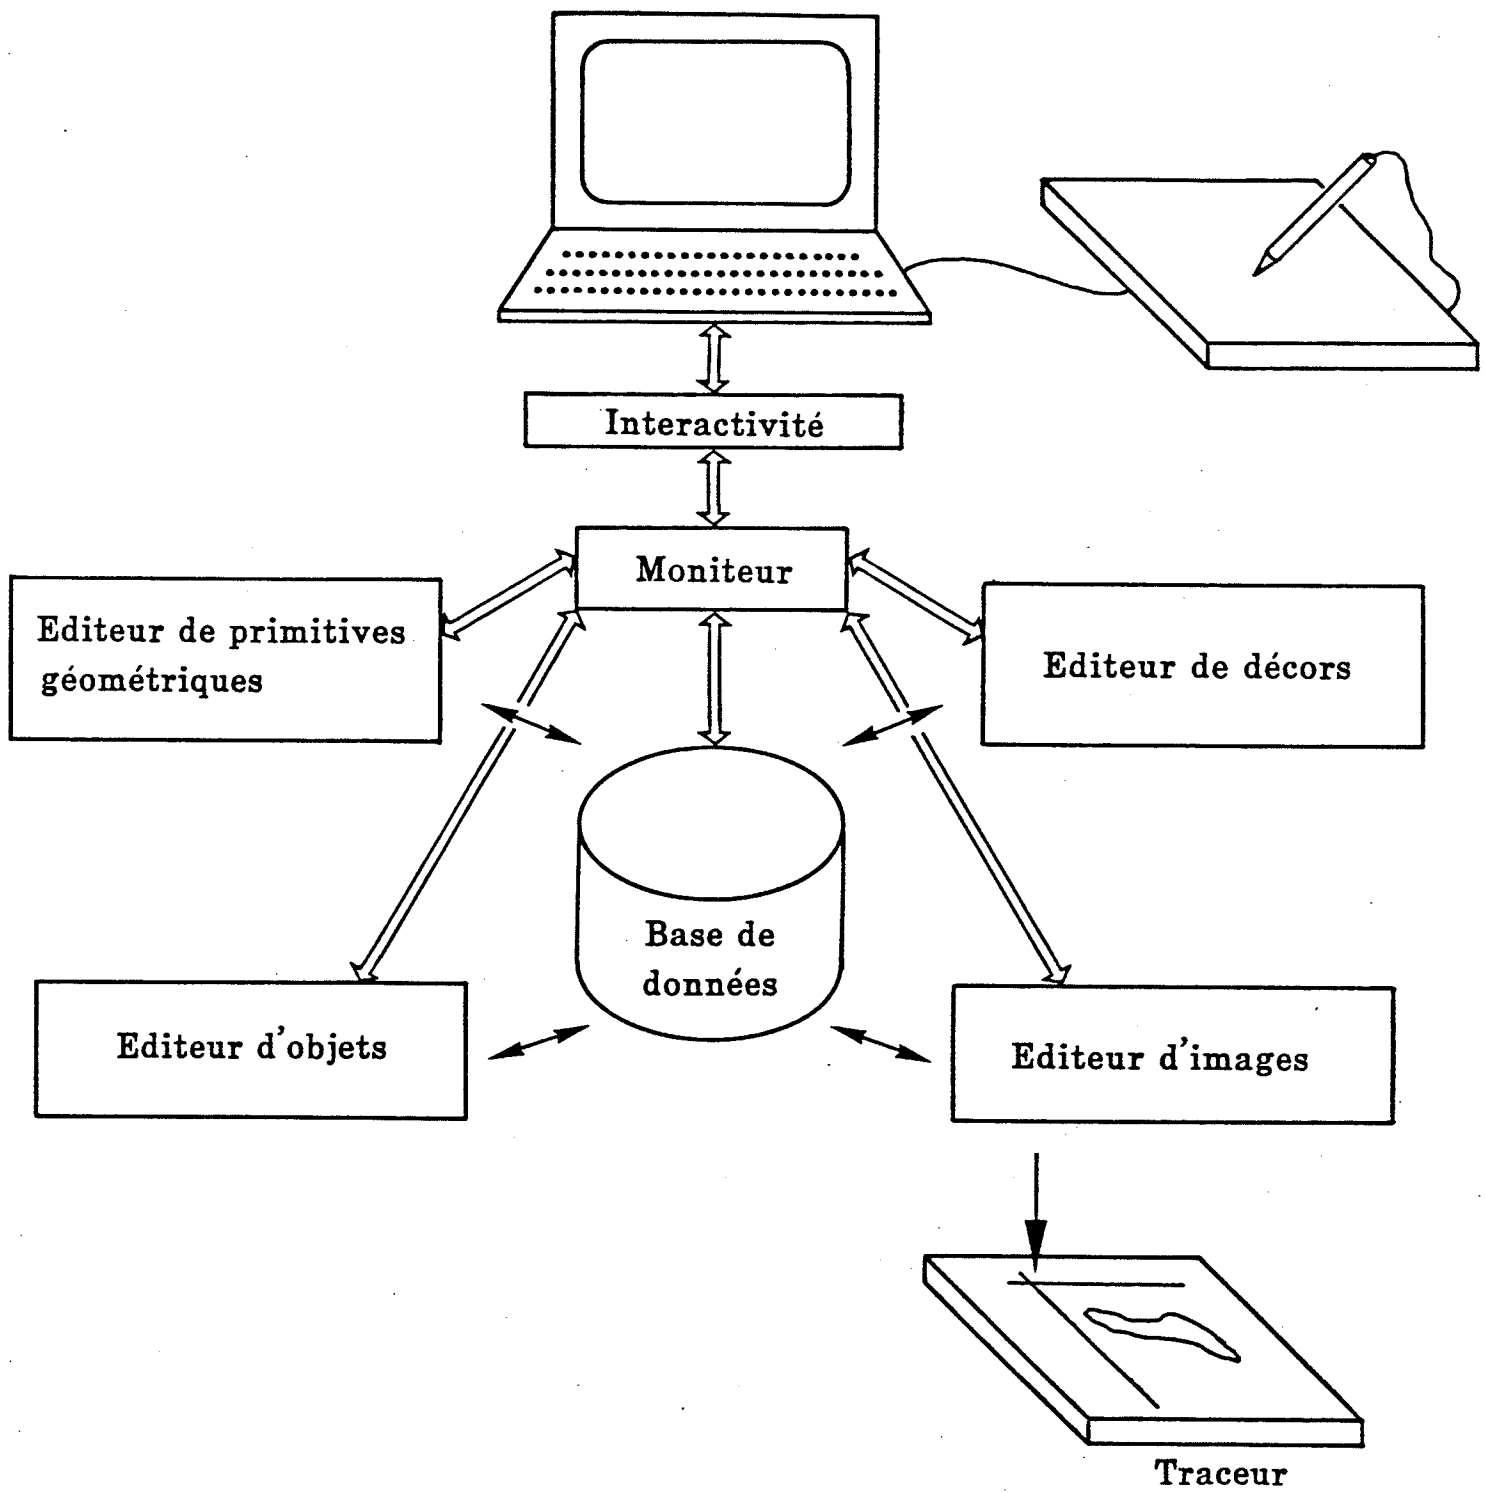 Interactivité
Moniteur
Editeur de primitives
géométriques
Editeur de décors
Base de
données
Editeur d'objets
Editeur d'images
Traceur